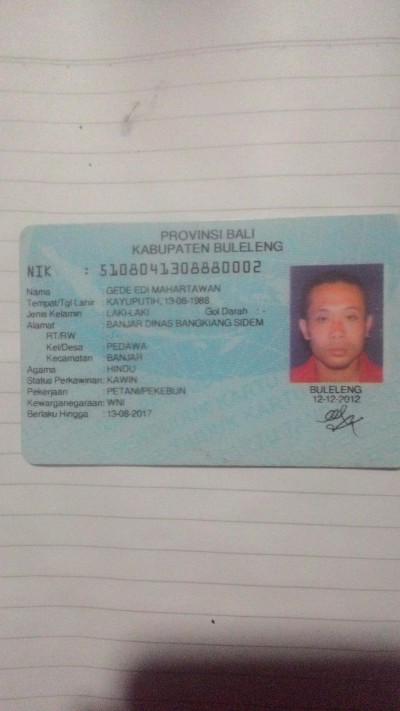 PROVINSI BALI
KABUPATEN BULELENG
NIK : 5108041308880002
Nama : GEDE EDI MAHARTAWAN
Tempat/Tgl Lahir : KAYUPUTIH, 13-08-1988
Jenis Kelamin : LAKI-LAKI Gol Darah : -
Alamat : BANJAR DINAS BANGKIANG SIDEM
RT/RW : - / -
Kel/Desa : PEDAWA
Kecamatan : BANJAR
Agama : HINDU
Status Perkawinan: KAWIN
Pekerjaan : PETANI/PEKEBUN
Kewarganegaraan: WNI
Berlaku Hingga : 13-08-2017
BULELENG
12-12-2012